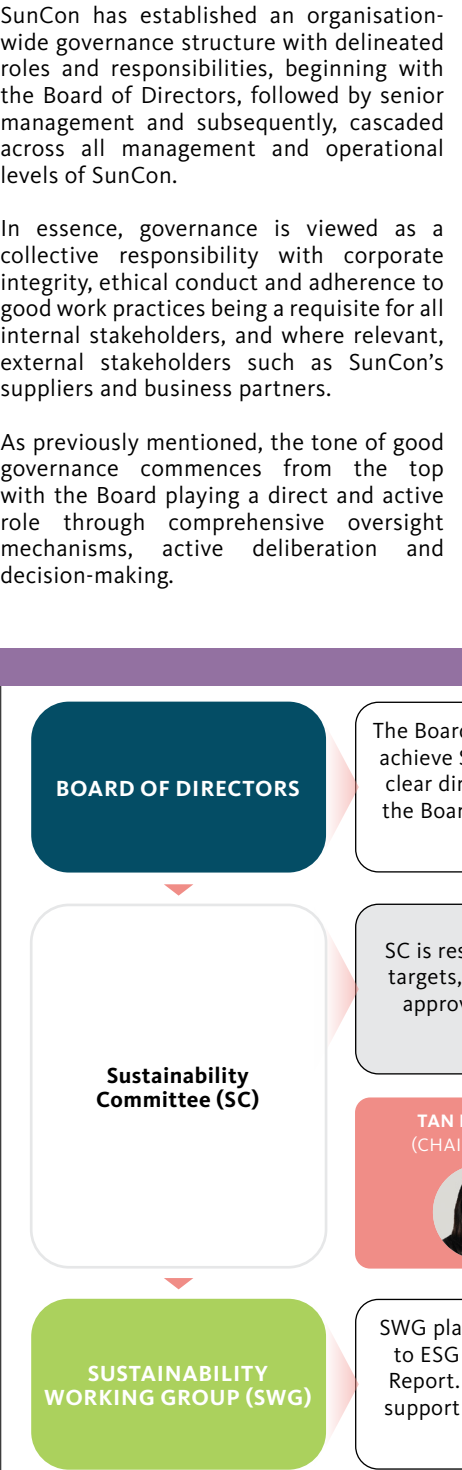 SunCon has established an organisation-
wide governance structure with delineated
roles and responsibilities, beginning with
the Board of Directors, followed by senior
management and subsequently, cascaded
across all management and operational
levels of SunCon.
In essence, governance is viewed as a
collective responsibility with corporate
integrity, ethical conduct and adherence to
good work practices being a requisite for all
internal stakeholders, and where relevant,
external stakeholders such as SunCon's
suppliers and business partners.
As previously mentioned, the tone of good
governance commences from the top
with the Board playing a direct and active
role through comprehensive oversight
mechanisms, active deliberation and
decision-making.
BOARD OF DIRECTORS
The Board
achieve
clear
the
Sustainability
Committee (SC)
SC is
targets,
TAN
SUSTAINABILITY
WORKING GROUP (SWG)
SWG
to ESG
Report.
support